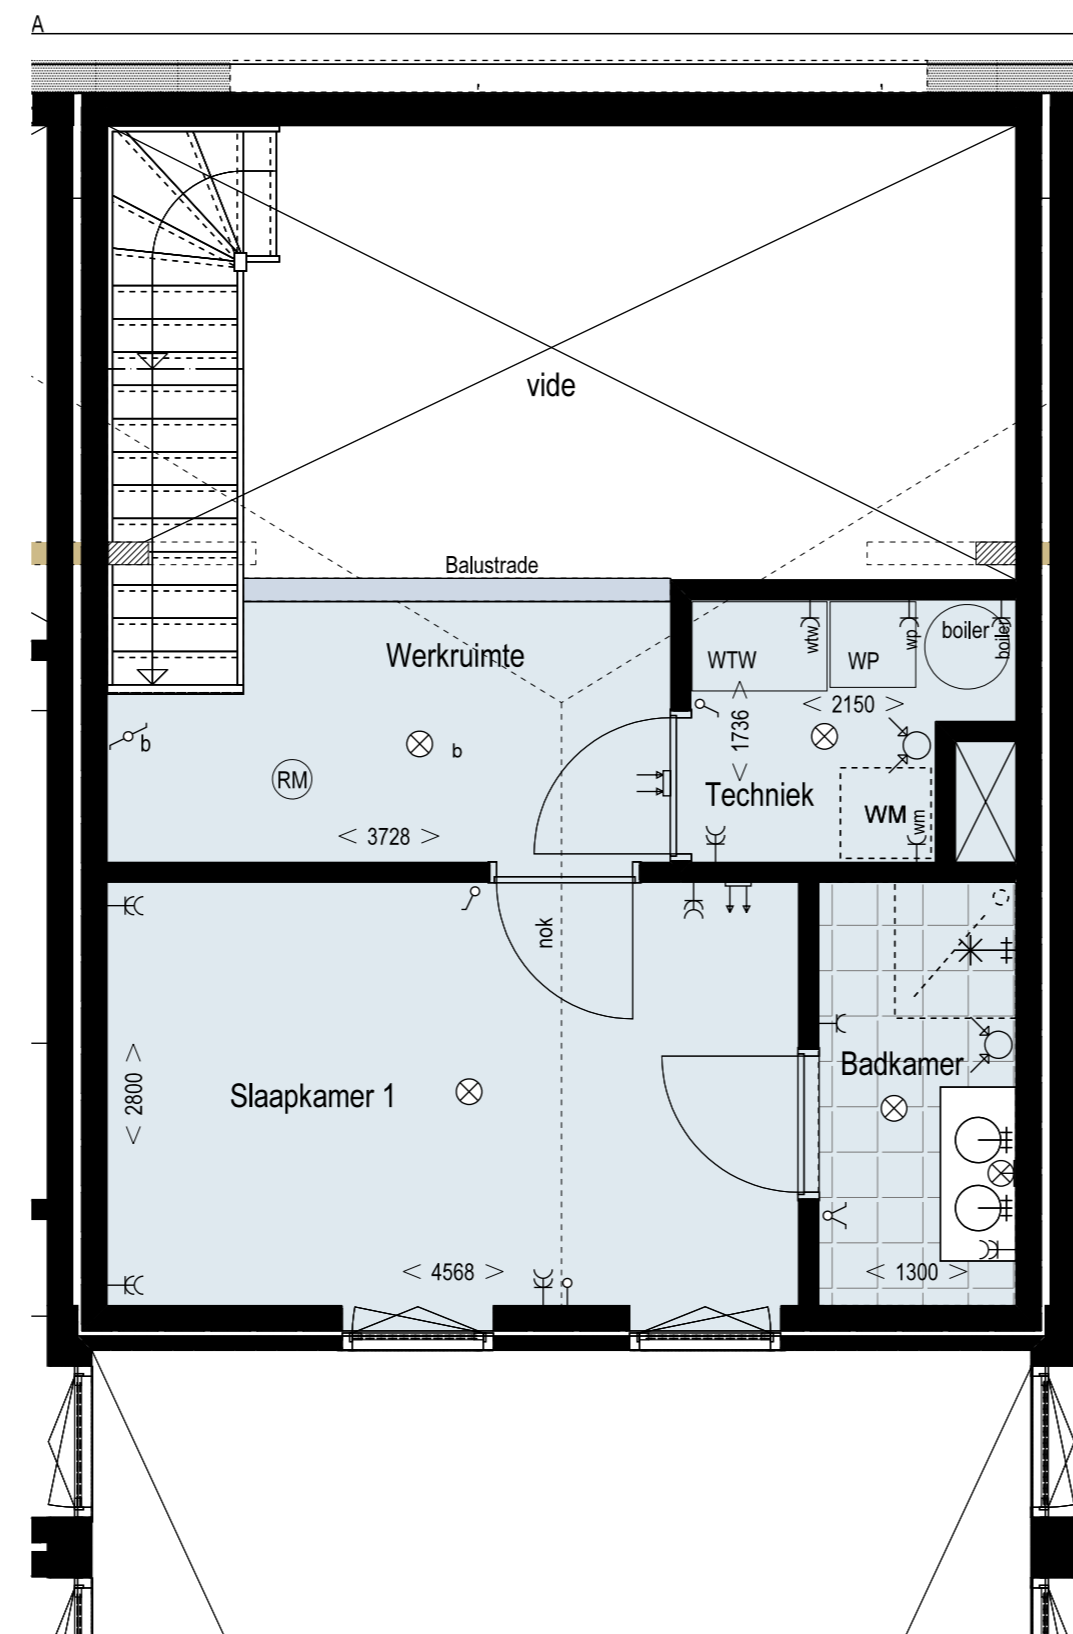 A
vide
Balustrade
Werkruimte
WTW
wtw
WP
wp
boiler
boiler
< 2150 >
< 1736 >
b
b
RM
Techniek
WM
wm
< 3728 >
nok
Slaapkamer 1
< 2800 >
Badkamer
< 4568 >
< 1300 >